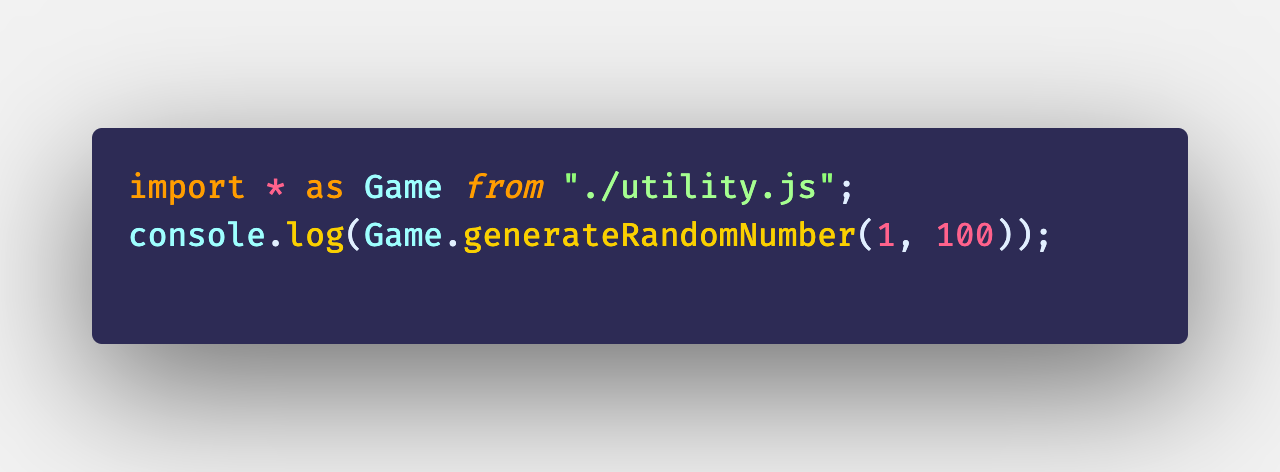 import * as Game from "./utility.js";
console.log(Game.generateRandomNumber(1, 100));